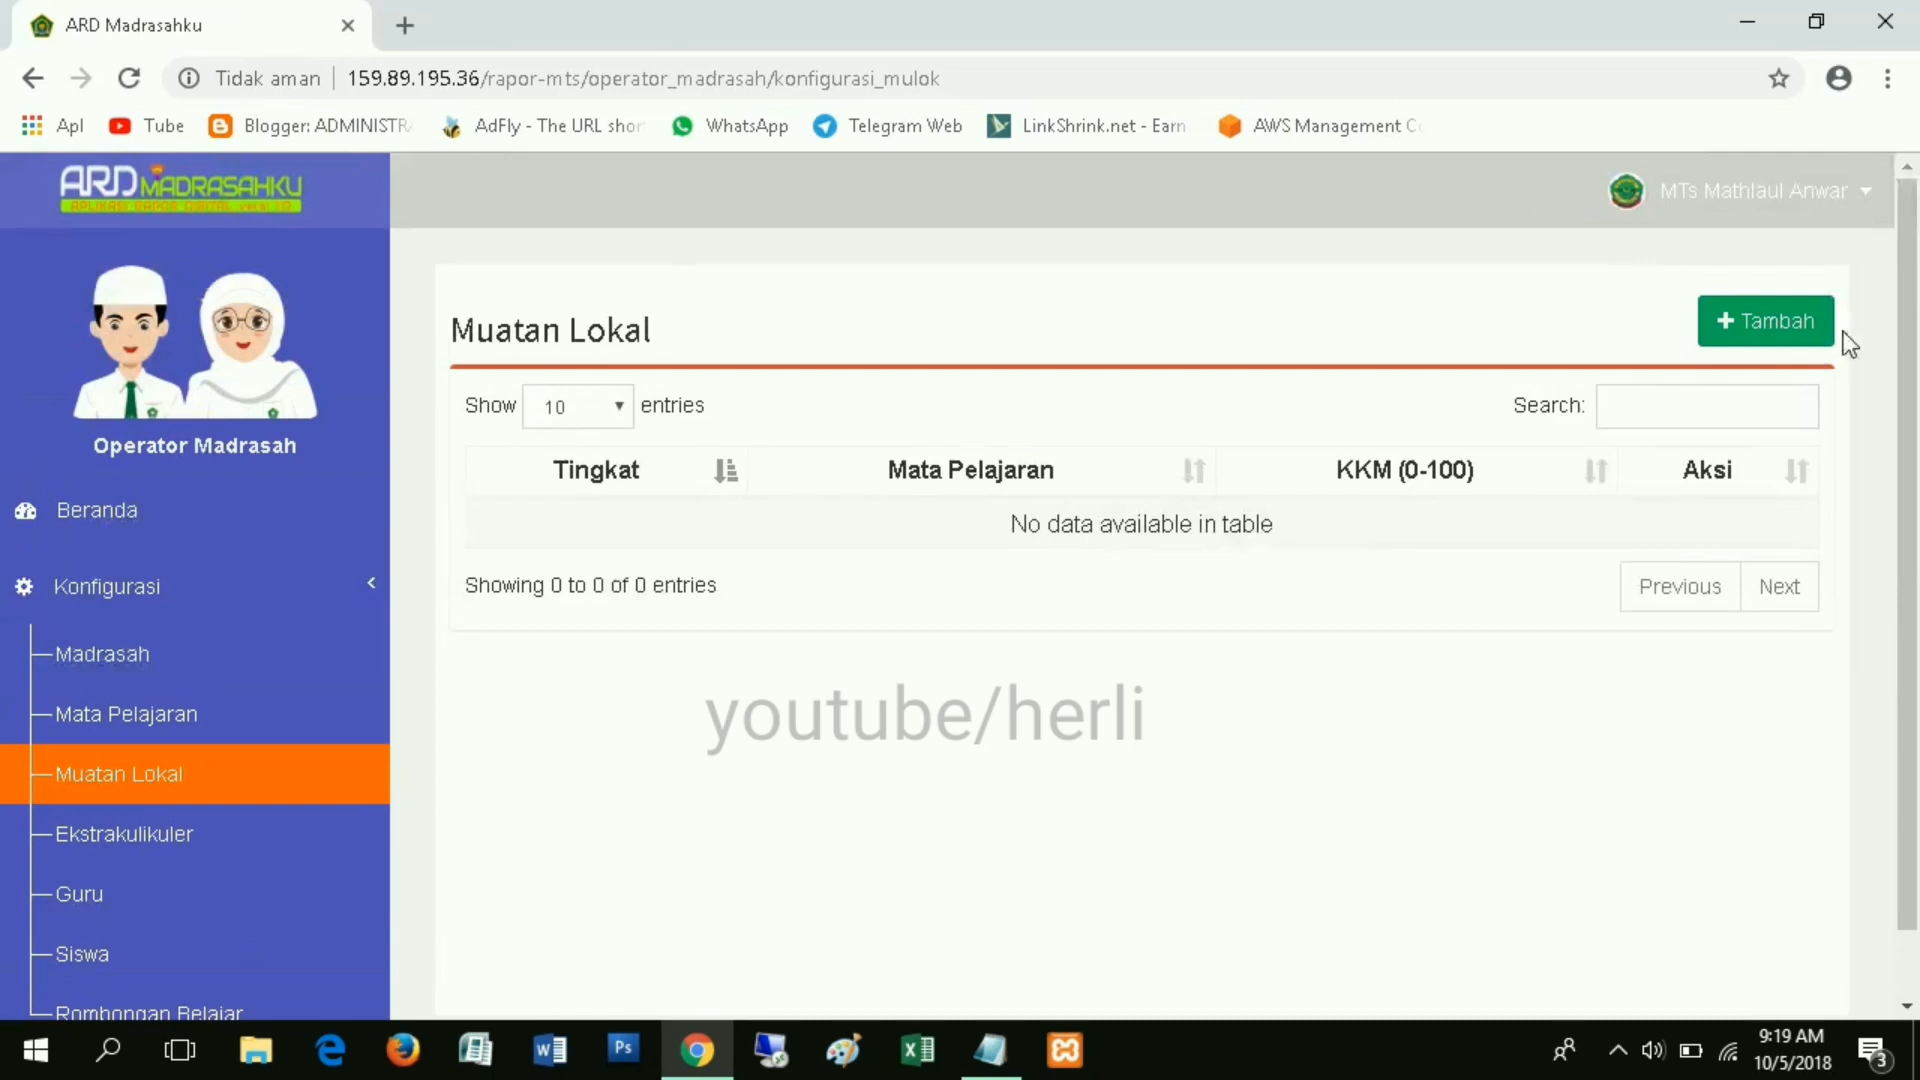 ARD Madrasahku
Tidak aman 159.89.195.36/rapor-mts/operator_madrasah/konfigurasi_mulok
Apl Tube Blogger: ADMINISTR AdFly - The URL shor WhatsApp Telegram Web LinkShrink.net - Earn AWS Management C
ARD MADRASAHKU
MTs Mathlaul Anwar
Operator Madrasah
Beranda
Konfigurasi
Madrasah
Mata Pelajaran
Muatan Lokal
Ekstrakulikuler
Guru
Siswa
Rombongan Belajar
Muatan Lokal
Tambah
Show 10 entries
Search:
Tingkat Mata Pelajaran KKM (0-100) Aksi
No data available in table
Showing 0 to 0 of 0 entries
Previous Next
youtube/herli
Ps
9:19 AM
10/5/2018
3